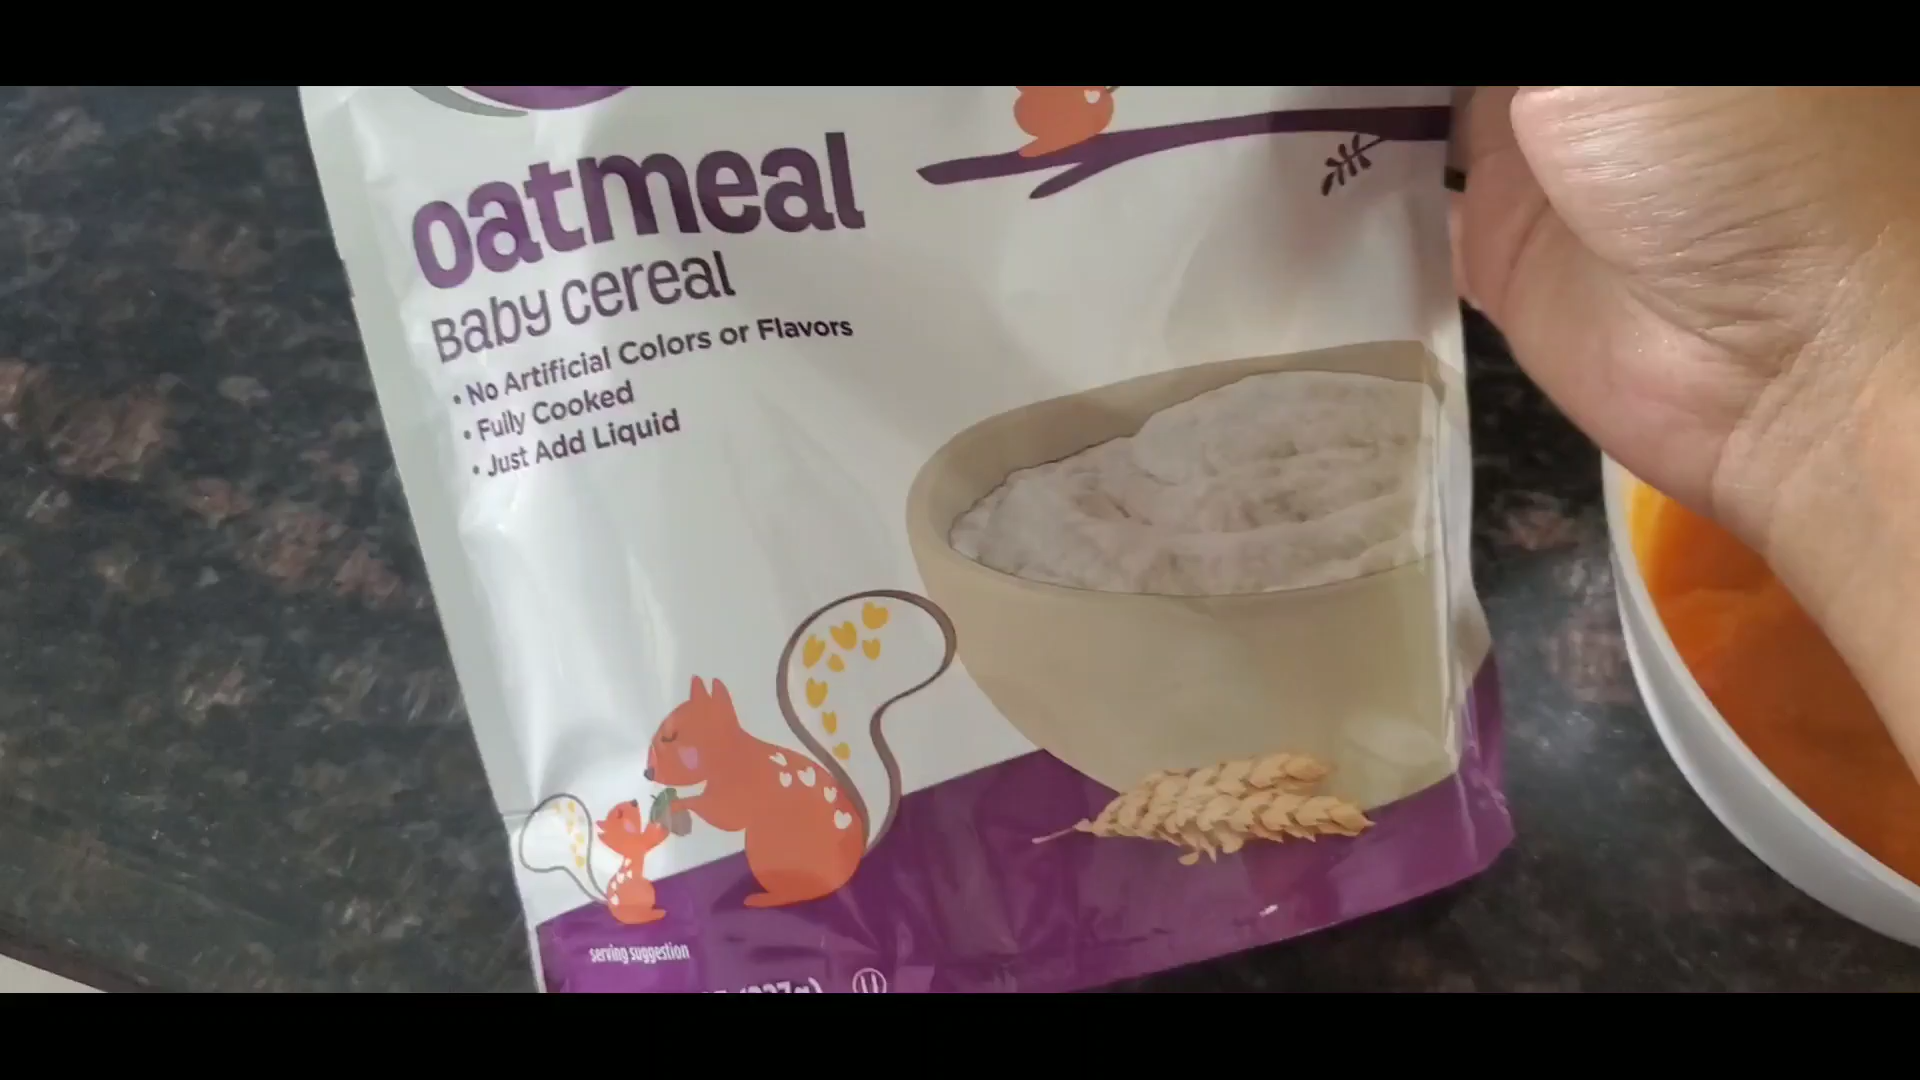 oatmeal
Baby cereal
• No Artificial Colors or Flavors
• Fully Cooked
• Just Add Liquid
serving suggestion